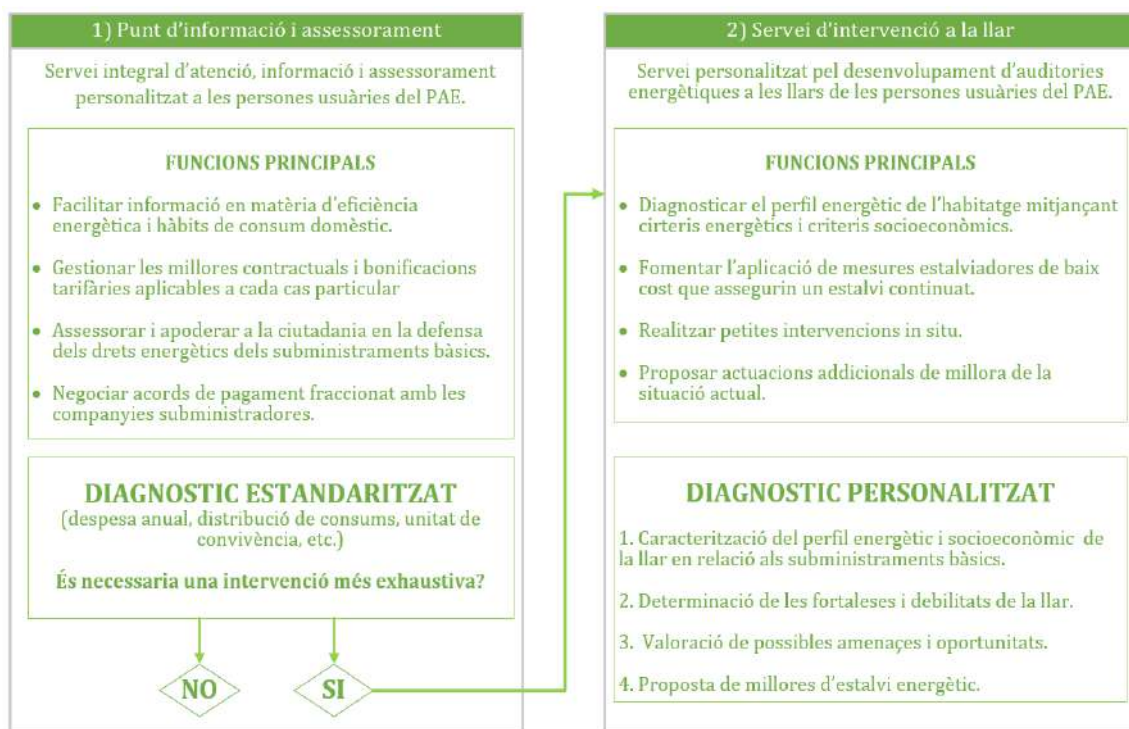 1) Punt d'informació i assessorament
Servei integral d'atenció, informació i assessorament
personalitzat a les persones usuàries del PAE.
FUNCIONS PRINCIPALS
• Facilitar informació en matèria d'eficiència
energètica i hàbits de consum domèstic.
• Gestionar les millores contractuals i bonificacions
tarifàries aplicables a cada cas particular
• Assessorar i apoderar a la ciutadania en la defensa
dels drets energètics dels subministraments bàsics.
• Negociar acords de pagament fraccionat amb les
companyies subministradores.
DIAGNOSTIC ESTANDARITZAT
(despesa anual, distribució de consums, unitat de
convivència, etc.)
És necessaria una intervenció més exhaustiva?
NO
SI
2) Servei d'intervenció a la llar
Servei personalitzat pel desenvolupament d'auditories
energètiques a les llars de les persones usuàries del PAE.
FUNCIONS PRINCIPALS
• Diagnosticar el perfil energètic de l'habitatge mitjançant
cirteris energètics i criteris socioeconòmics.
• Fomentar l'aplicació de mesures estalviadores de baix
cost que assegurin un estalvi continuat.
• Realitzar petites intervencions in situ.
• Proposar actuacions addicionals de millora de la
situació actual.
DIAGNOSTIC PERSONALITZAT
1. Caracterització del perfil energètic i socioeconòmic de
la llar en relació als subministraments bàsics.
2. Determinació de les fortaleses i debilitats de la llar.
3. Valoració de possibles amenaçes i oportunitats.
4. Proposta de millores d'estalvi energètic.